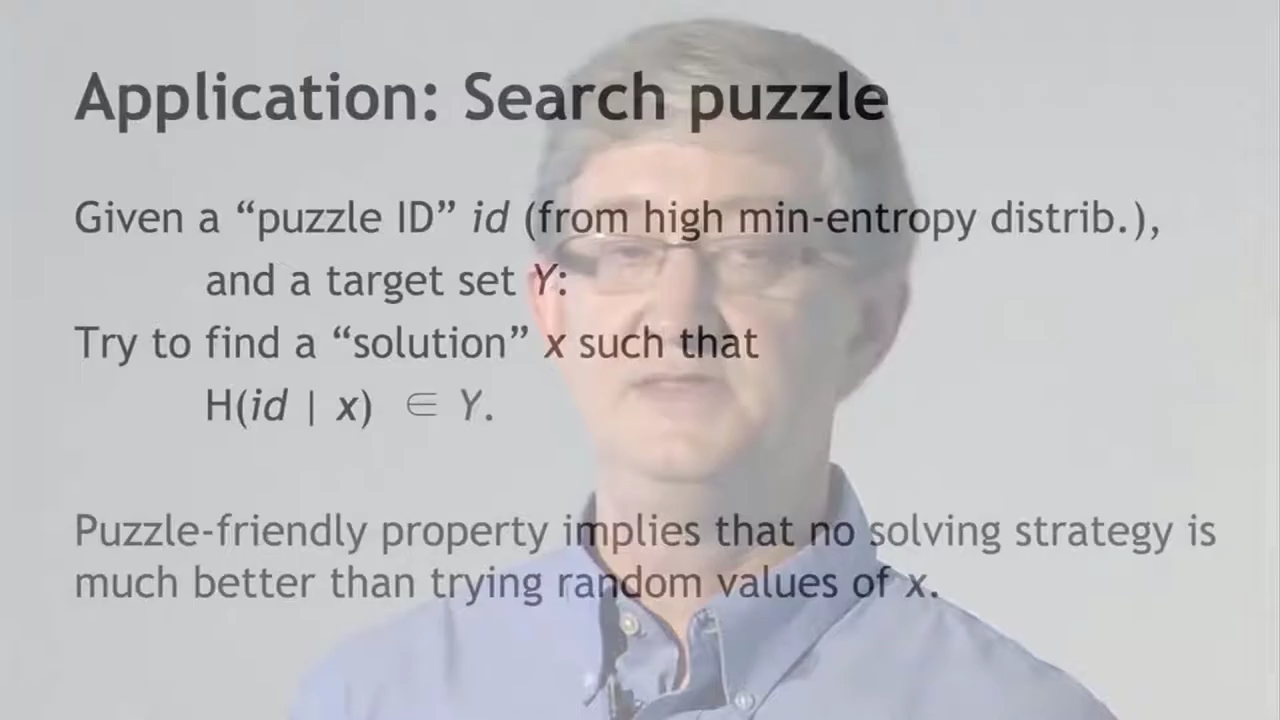 Application: Search puzzle
Given a “puzzle ID” id (from high min-entropy distrib.),
and a target set Y:
Try to find a “solution” x such that
H(id | x) ∈ Y.
Puzzle-friendly property implies that no solving strategy is
much better than trying random values of x.